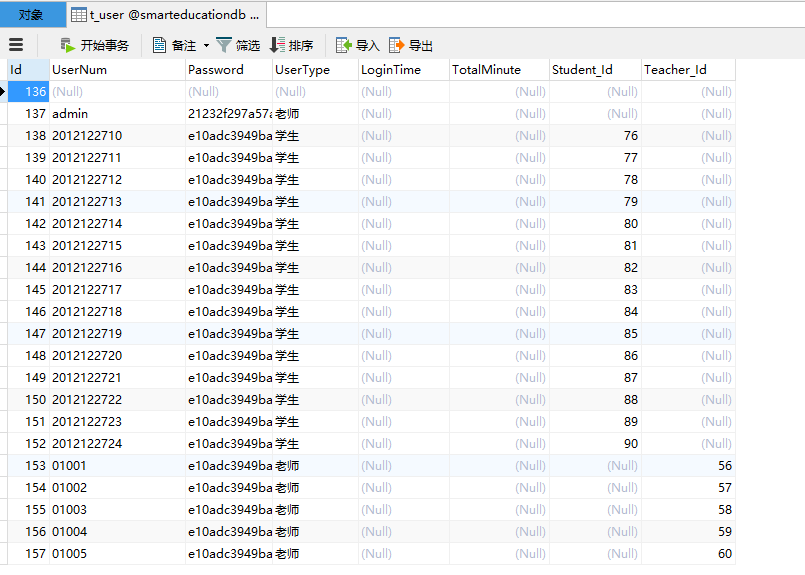 对象 t_user @smarteducationdb ...
开始事务 备注 筛选 排序 导入 导出
Id UserNum Password UserType LoginTime TotalMinute Student_Id Teacher_Id
136 (Null) (Null) (Null) (Null) (Null) (Null) (Null)
137 admin 21232f297a57a 老师 (Null) (Null) (Null) (Null)
138 2012122710 e10adc3949ba 学生 (Null) (Null) 76 (Null)
139 2012122711 e10adc3949ba 学生 (Null) (Null) 77 (Null)
140 2012122712 e10adc3949ba 学生 (Null) (Null) 78 (Null)
141 2012122713 e10adc3949ba 学生 (Null) (Null) 79 (Null)
142 2012122714 e10adc3949ba 学生 (Null) (Null) 80 (Null)
143 2012122715 e10adc3949ba 学生 (Null) (Null) 81 (Null)
144 2012122716 e10adc3949ba 学生 (Null) (Null) 82 (Null)
145 2012122717 e10adc3949ba 学生 (Null) (Null) 83 (Null)
146 2012122718 e10adc3949ba 学生 (Null) (Null) 84 (Null)
147 2012122719 e10adc3949ba 学生 (Null) (Null) 85 (Null)
148 2012122720 e10adc3949ba 学生 (Null) (Null) 86 (Null)
149 2012122721 e10adc3949ba 学生 (Null) (Null) 87 (Null)
150 2012122722 e10adc3949ba 学生 (Null) (Null) 88 (Null)
151 2012122723 e10adc3949ba 学生 (Null) (Null) 89 (Null)
152 2012122724 e10adc3949ba 学生 (Null) (Null) 90 (Null)
153 01001 e10adc3949ba 老师 (Null) (Null) (Null) 56
154 01002 e10adc3949ba 老师 (Null) (Null) (Null) 57
155 01003 e10adc3949ba 老师 (Null) (Null) (Null) 58
156 01004 e10adc3949ba 老师 (Null) (Null) (Null) 59
157 01005 e10adc3949ba 老师 (Null) (Null) (Null) 60